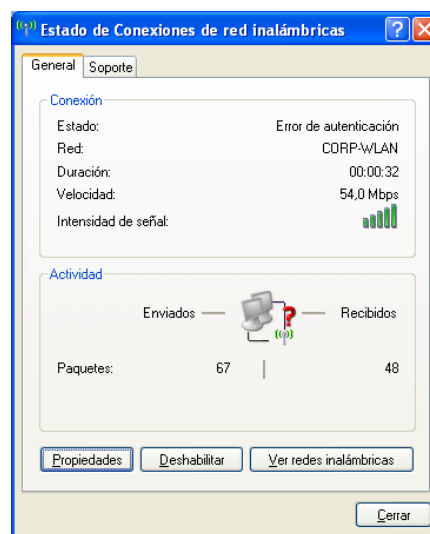 Estado de Conexiones de red inalámbricas
General Soporte
Conexión
Estado: Error de autenticación
Red: CORP-WLAN
Duración: 00:00:32
Velocidad: 54,0 Mbps
Intensidad de señal:
Actividad
Enviados Recibidos
Paquetes: 67 48
Propiedades Deshabilitar Ver redes inalámbricas
Cerrar